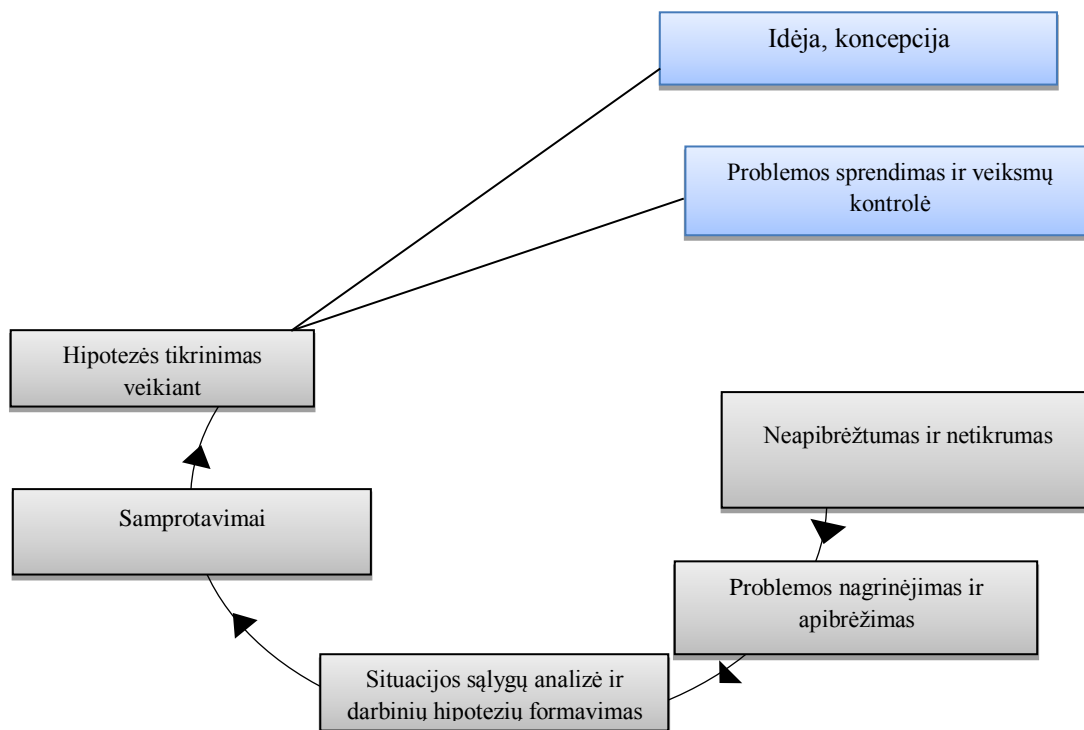 Idėja, koncepcija
Problemos sprendimas ir veiksmų
kontrolė
Hipotezės tikrinimas
veikiant
Neapibrėžtumas ir netikrumas
Samprotavimai
Problemos nagrinėjimas ir
apibrėžimas
Situacijos sąlygų analizė ir
darbinių hipotezių formavimas